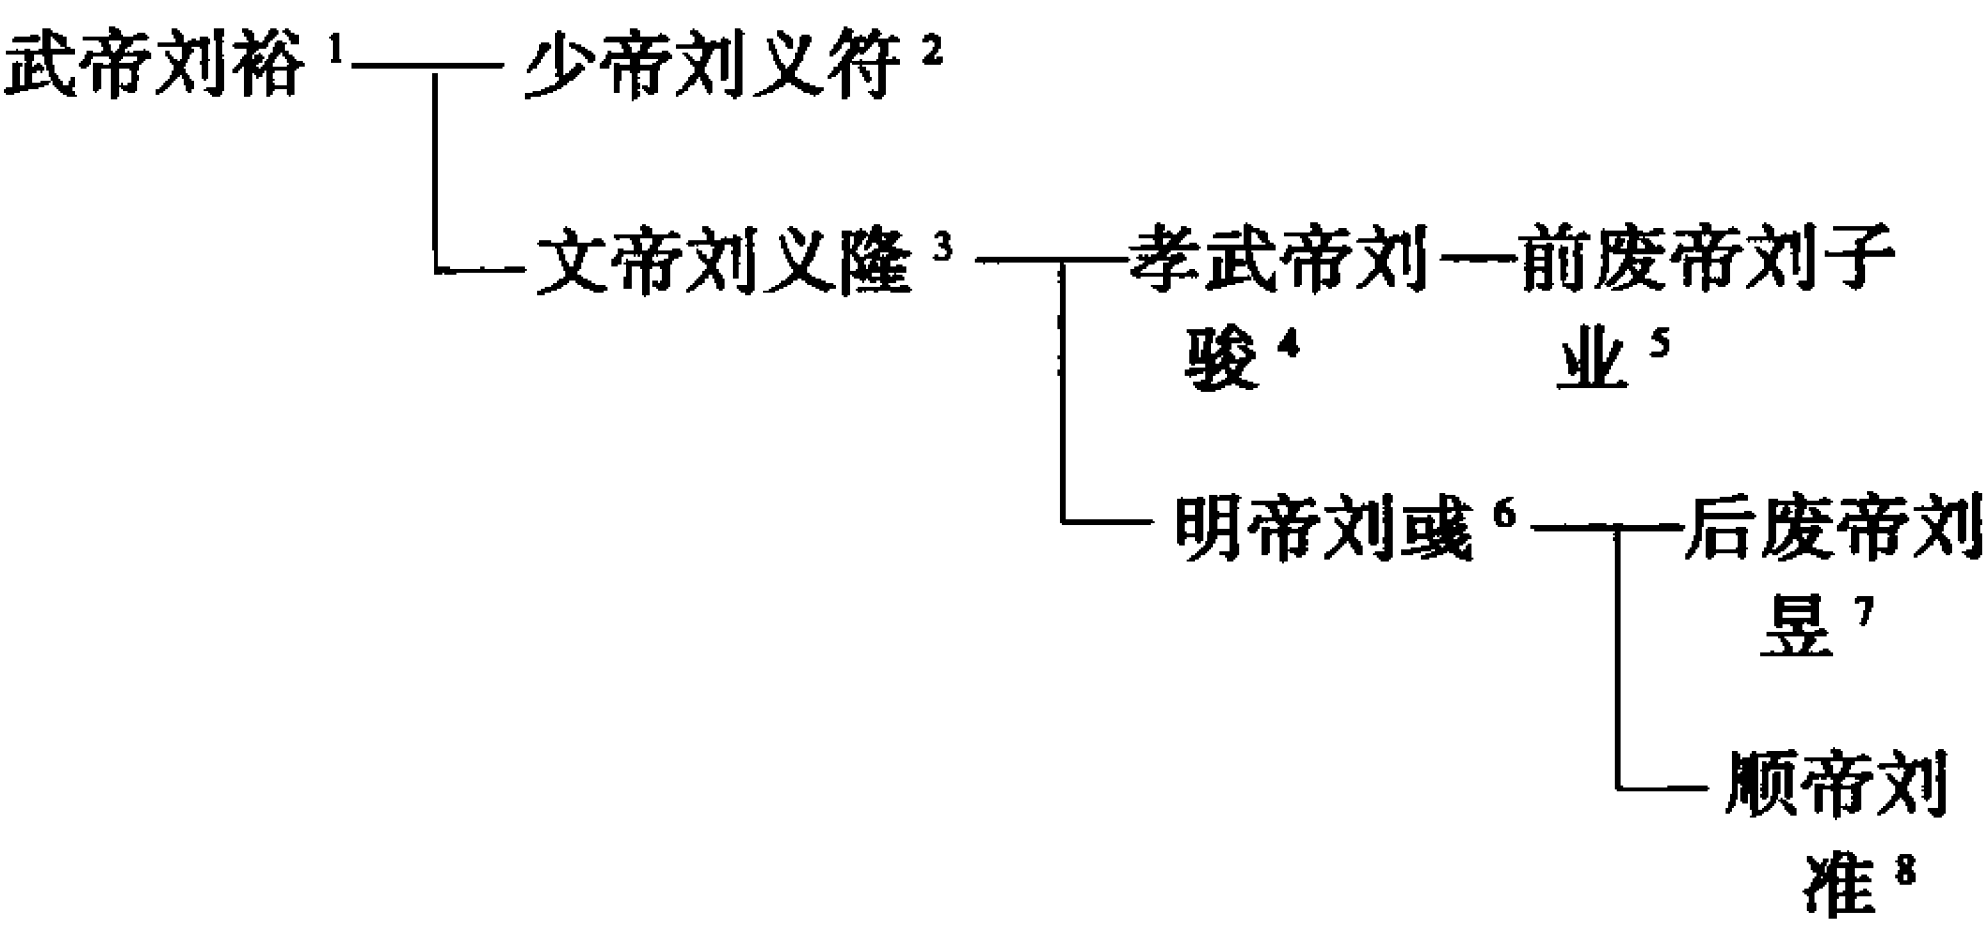 武帝刘裕 1 少帝刘义符 2
文帝刘义隆 3 孝武帝刘骏 4 前废帝刘子业 5
明帝刘彧 6 后废帝刘昱 7
顺帝刘准 8